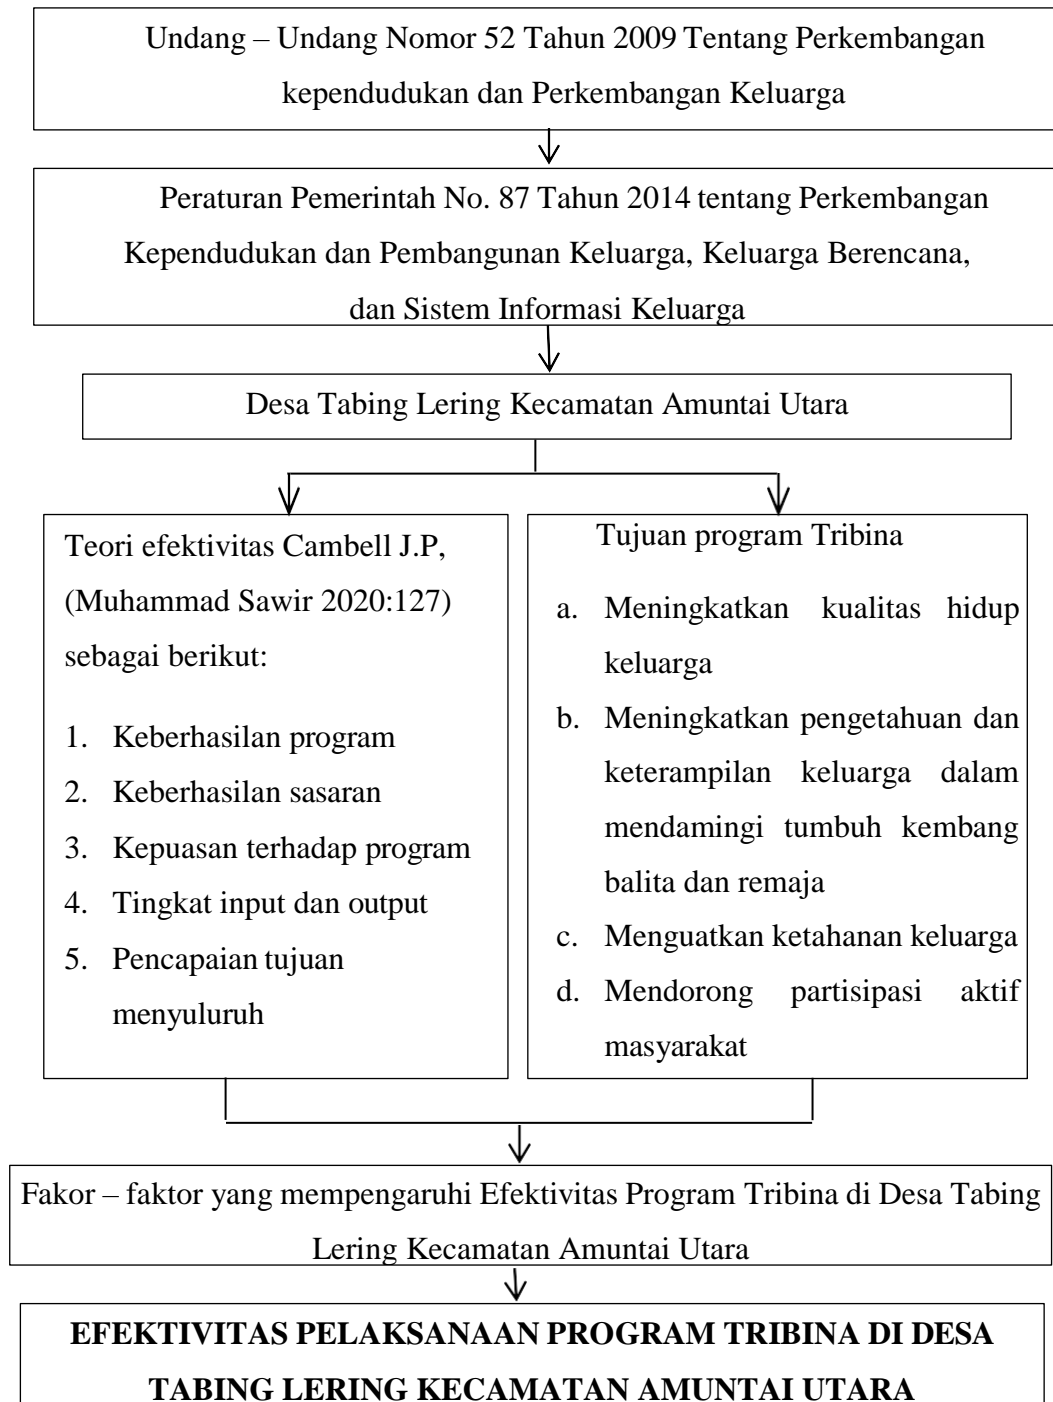 Undang – Undang Nomor 52 Tahun 2009 Tentang Perkembangan
kependudukan dan Perkembangan Keluarga
Peraturan Pemerintah No. 87 Tahun 2014 tentang Perkembangan
Kependudukan dan Pembangunan Keluarga, Keluarga Berencana,
dan Sistem Informasi Keluarga
Desa Tabing Lering Kecamatan Amuntai Utara
Teori efektivitas Cambell J.P,
(Muhammad Sawir 2020:127)
sebagai berikut:
1. Keberhasilan program
2. Keberhasilan sasaran
3. Kepuasan terhadap program
4. Tingkat input dan output
5. Pencapaian tujuan
menyuluruh
Tujuan program Tribina
a. Meningkatkan kualitas hidup
keluarga
b. Meningkatkan pengetahuan dan
keterampilan keluarga dalam
mendamingi tumbuh kembang
balita dan remaja
c. Menguatkan ketahanan keluarga
d. Mendorong partisipasi aktif
masyarakat
Fakor – faktor yang mempengaruhi Efektivitas Program Tribina di Desa Tabing
Lering Kecamatan Amuntai Utara
EFEKTIVITAS PELAKSANAAN PROGRAM TRIBINA DI DESA
TABING LERING KECAMATAN AMUNTAI UTARA